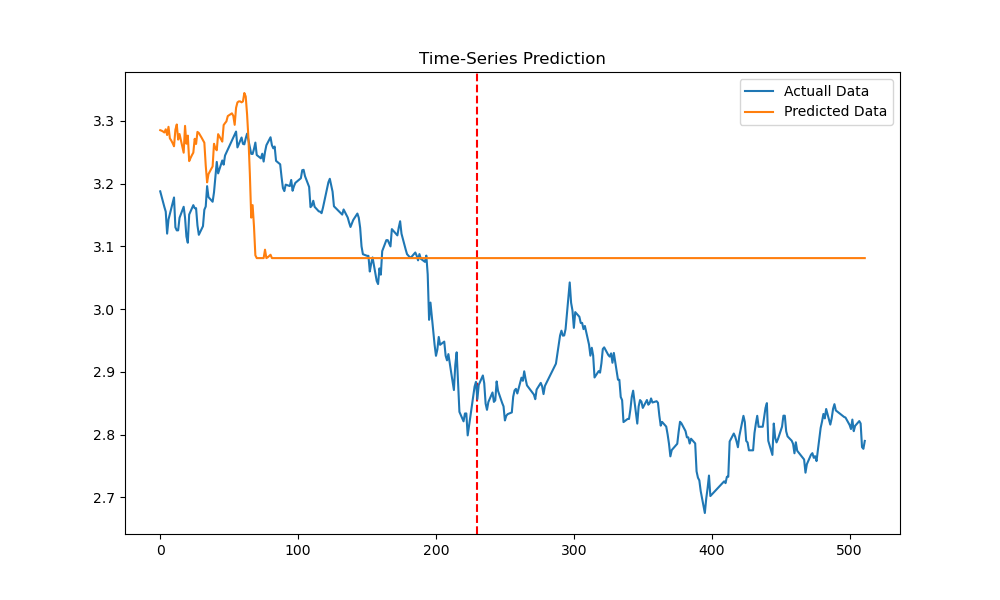 Time-Series Prediction
Actuall Data
Predicted Data
3.3
3.2
3.1
3.0
2.9
2.8
2.7
0 100 200 300 400 500